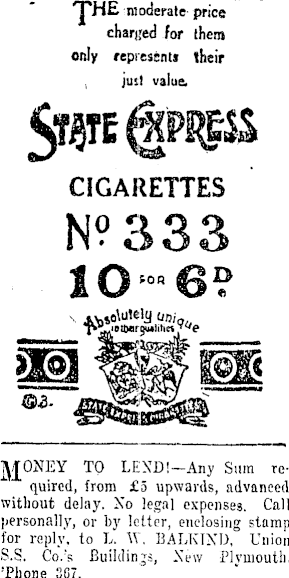 THE moderate price
charged for them
only represents their
just value.
STATE EXPRESS
CIGARETTES
Nº 333
10 FOR 6D.
Absolutely unique
in their qualities
MONEY TO LEND!—Any Sum re-
quired, from £5 upwards, advanced
without delay. No legal expenses. Call
personally, or by letter, enclosing stamp
for reply, to L. W. BALKIND, Union
S.S. Co.'s Buildings, New Plymouth.
'Phone 367.